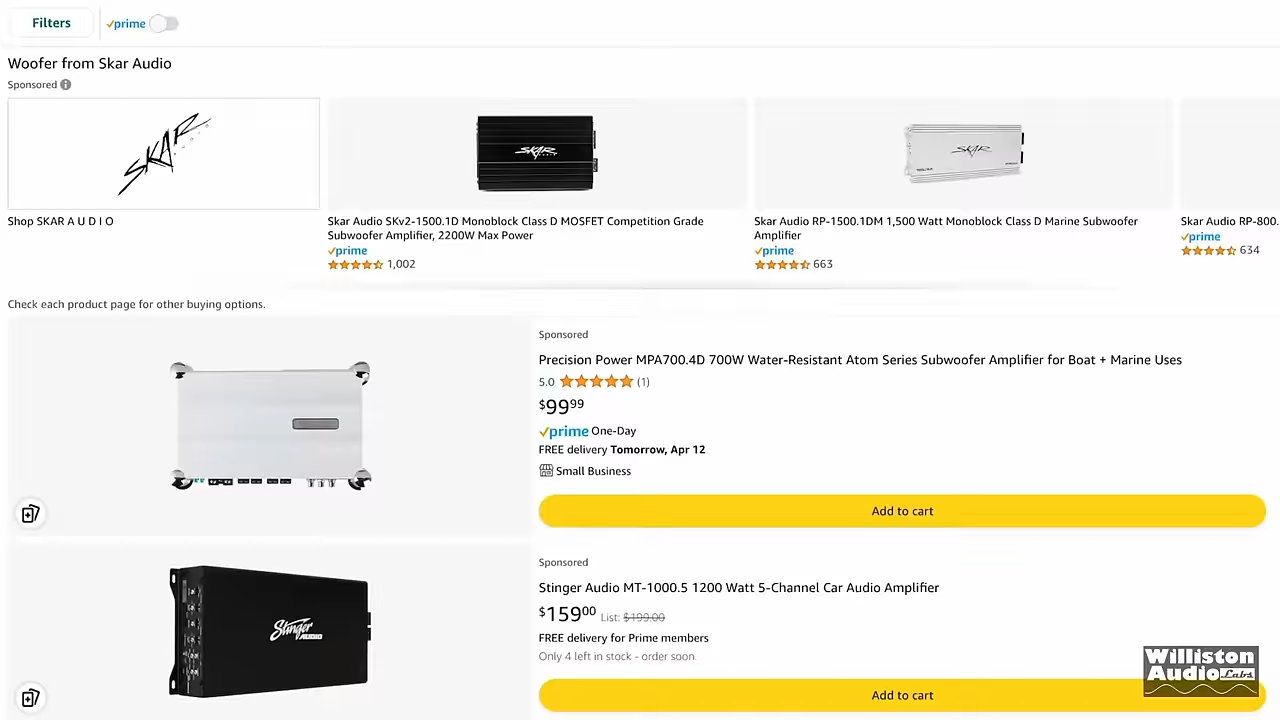 Filters
prime
Woofer from Skar Audio
Sponsored
SKAR
SKAR
SKAR
Shop SKAR A U D I O
Skar Audio SKv2-1500.1D Monoblock Class D MOSFET Competition Grade
Subwoofer Amplifier, 2200W Max Power
prime
1,002
Skar Audio RP-1500.1DM 1,500 Watt Monoblock Class D Marine Subwoofer
Amplifier
prime
663
Skar Audio RP-800.
prime
634
Check each product page for other buying options.
Sponsored
Precision Power MPA700.4D 700W Water-Resistant Atom Series Subwoofer Amplifier for Boat + Marine Uses
5.0 (1)
$9999
prime One-Day
FREE delivery Tomorrow, Apr 12
Small Business
Add to cart
Sponsored
Stinger Audio MT-1000.5 1200 Watt 5-Channel Car Audio Amplifier
$15900 List: $199.00
FREE delivery for Prime members
Only 4 left in stock - order soon.
Add to cart
Stinger
AUDIO
Williston
Audio Labs